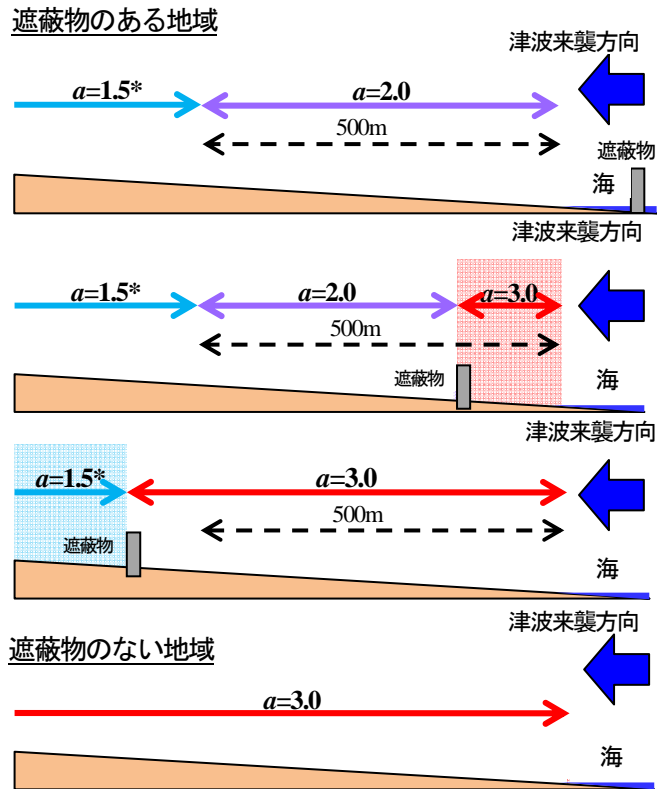 遮蔽物のある地域
津波来襲方向
a=1.5*
a=2.0
500m
遮蔽物
海
津波来襲方向
a=1.5*
a=2.0
a=3.0
500m
遮蔽物
海
津波来襲方向
a=1.5*
a=3.0
500m
遮蔽物
海
遮蔽物のない地域
津波来襲方向
a=3.0
海